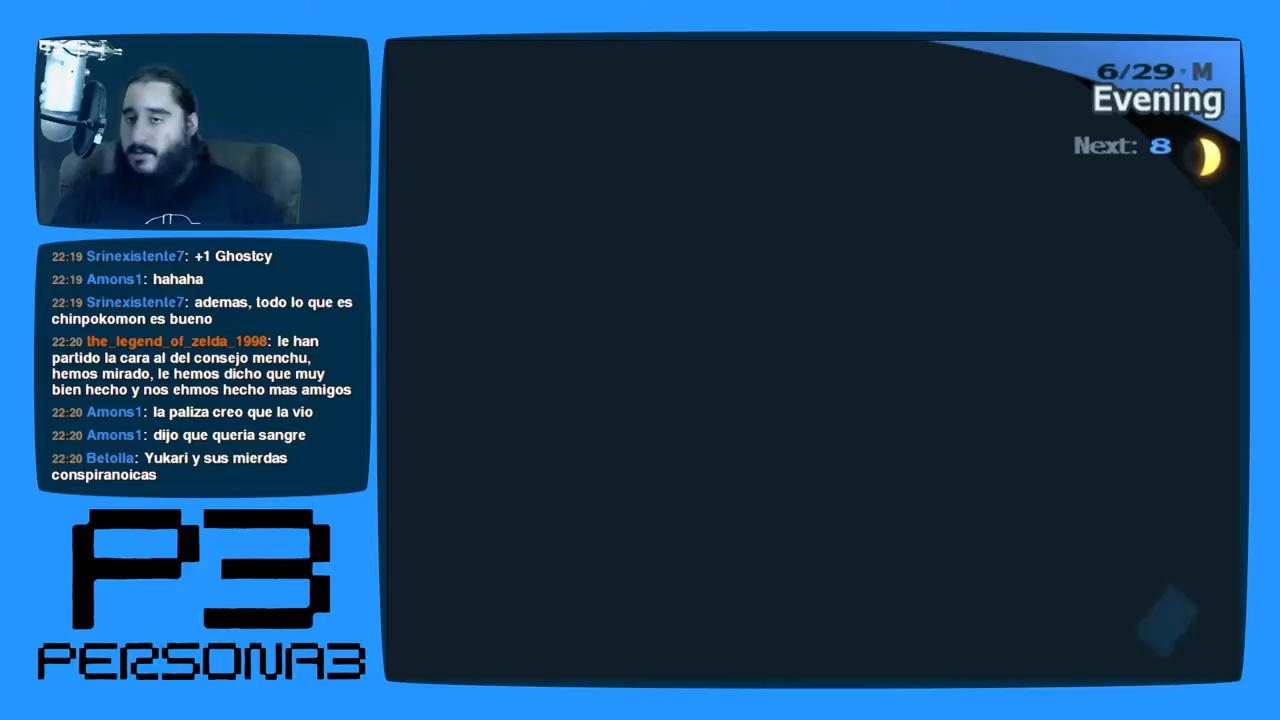 6/29 · M
Evening
Next: 8
22:19 Srinexistente7: +1 Ghostcy
22:19 Amons1: hahaha
22:19 Srinexistente7: ademas, todo lo que es
chinpokomon es bueno
22:20 the_legend_of_zelda_1998: le han
partido la cara al del consejo menchu,
hemos mirado, le hemos dicho que muy
bien hecho y nos ehmos hecho mas amigos
22:20 Amons1: la paliza creo que la vio
22:20 Amons1: dijo que queria sangre
22:20 Betolla: Yukari y sus mierdas
conspiranoicas
P3
PERSONA3